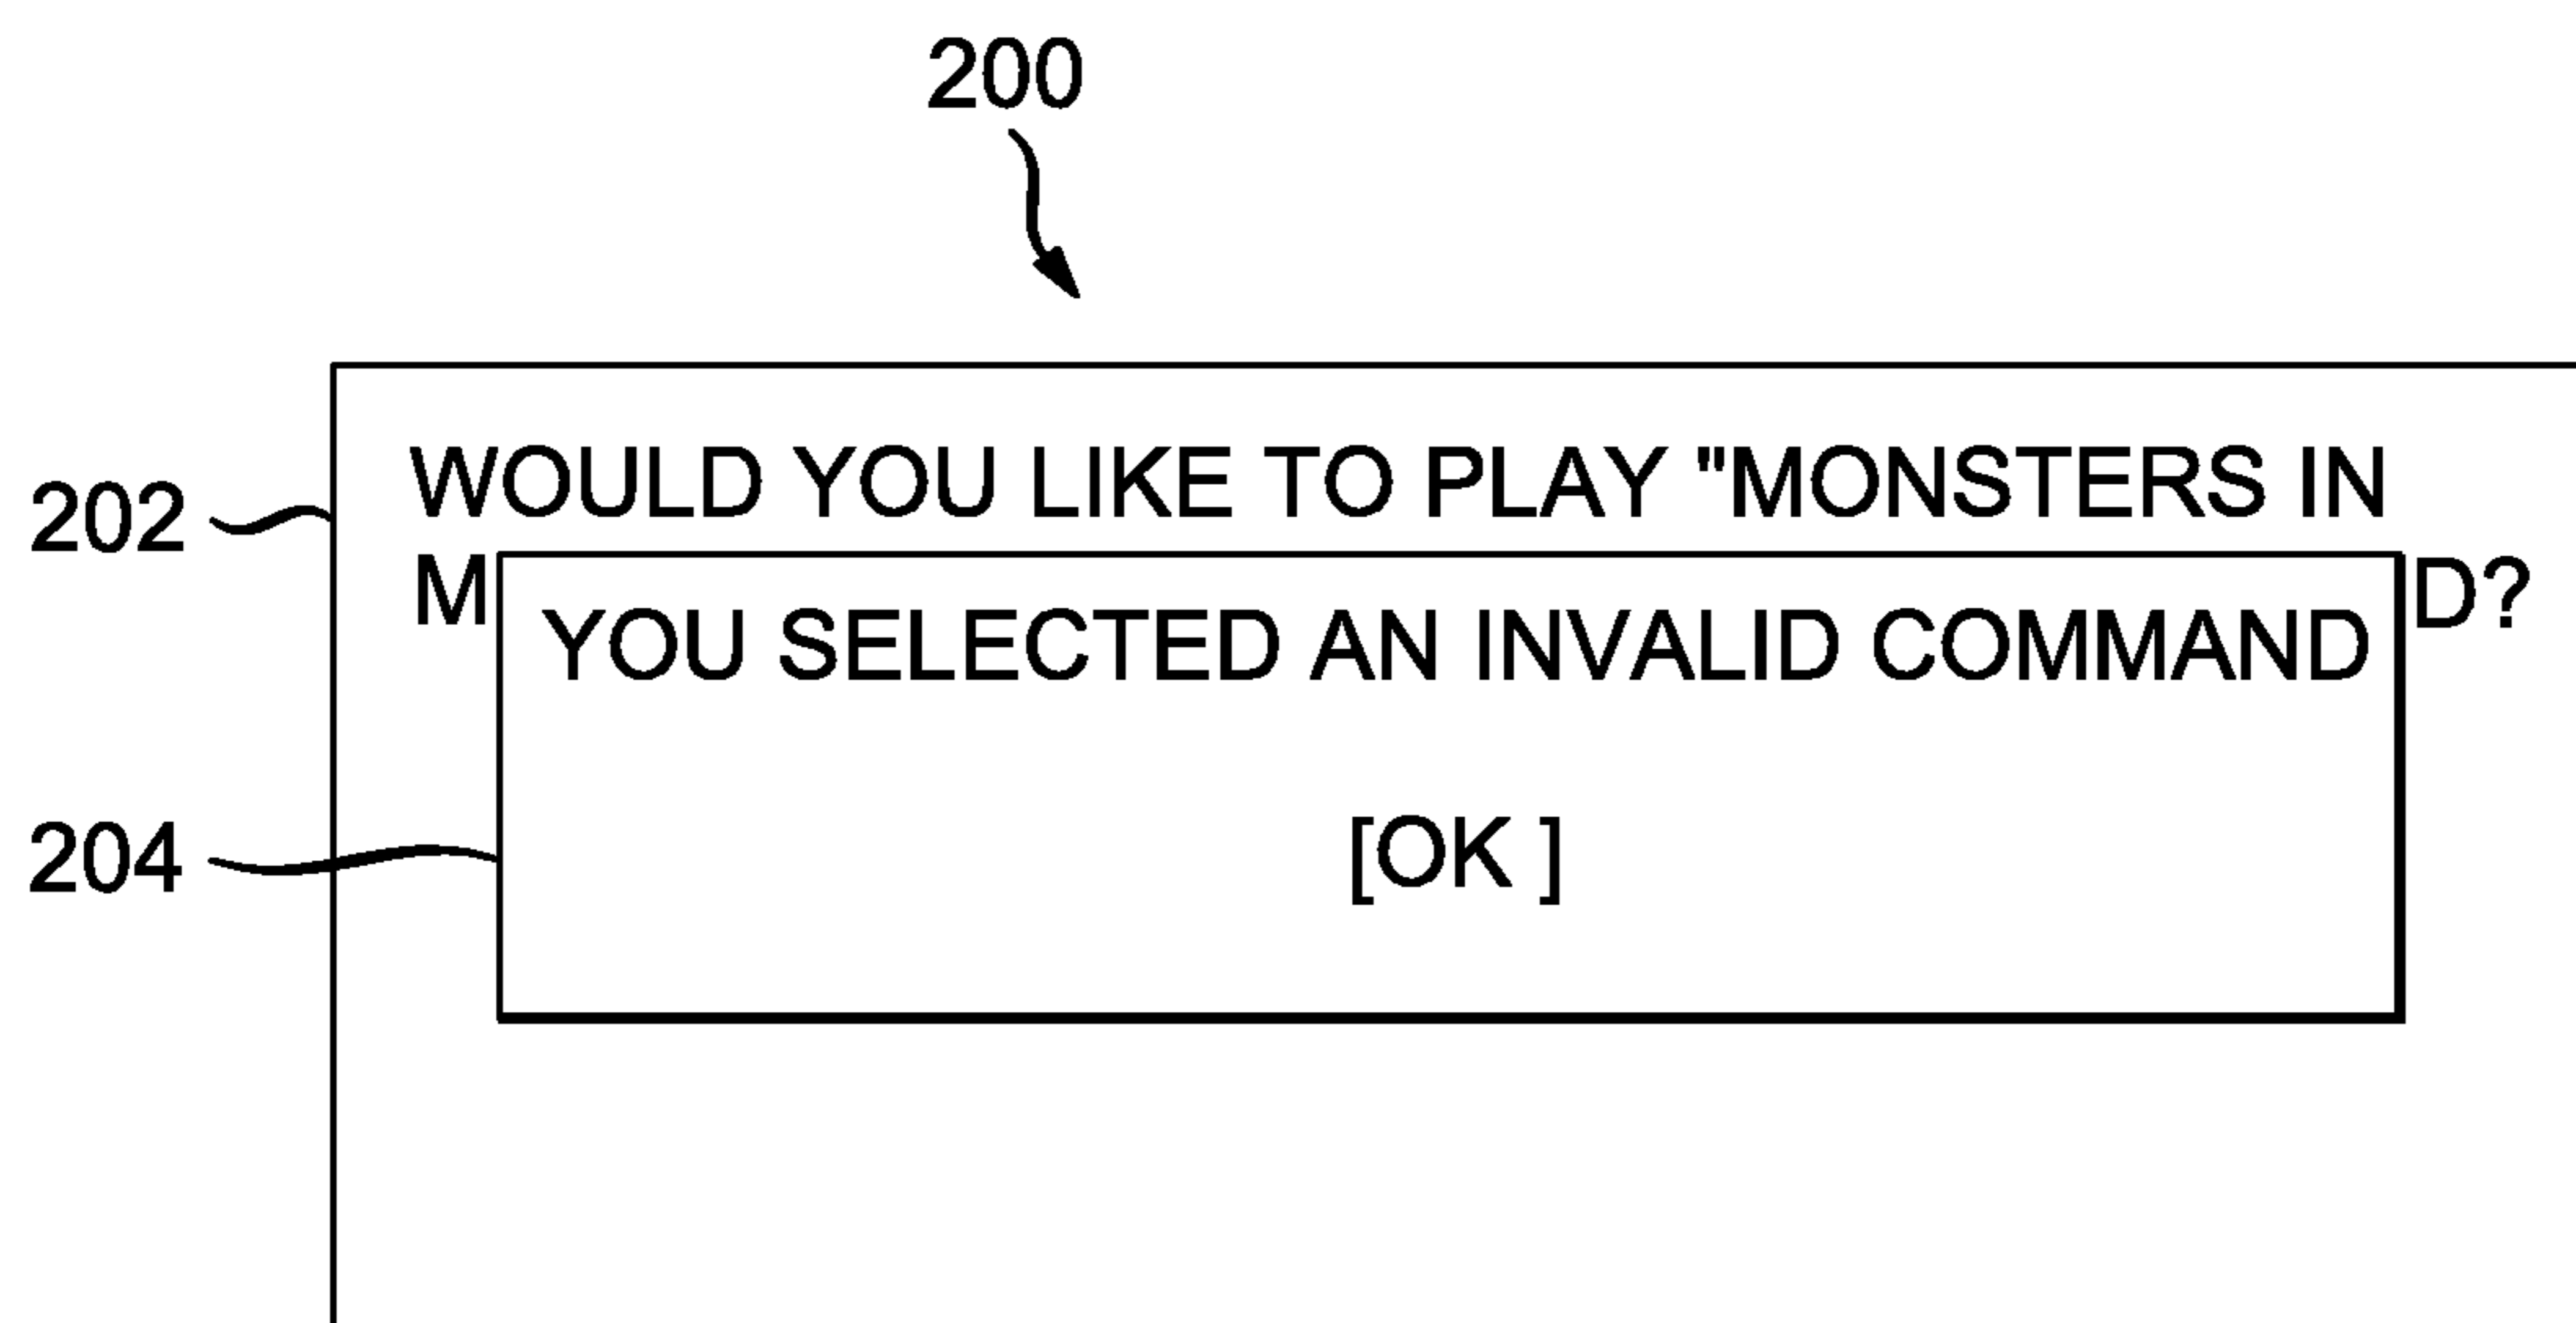 200
202
WOULD YOU LIKE TO PLAY "MONSTERS IN
M D?
YOU SELECTED AN INVALID COMMAND
204
[OK ]